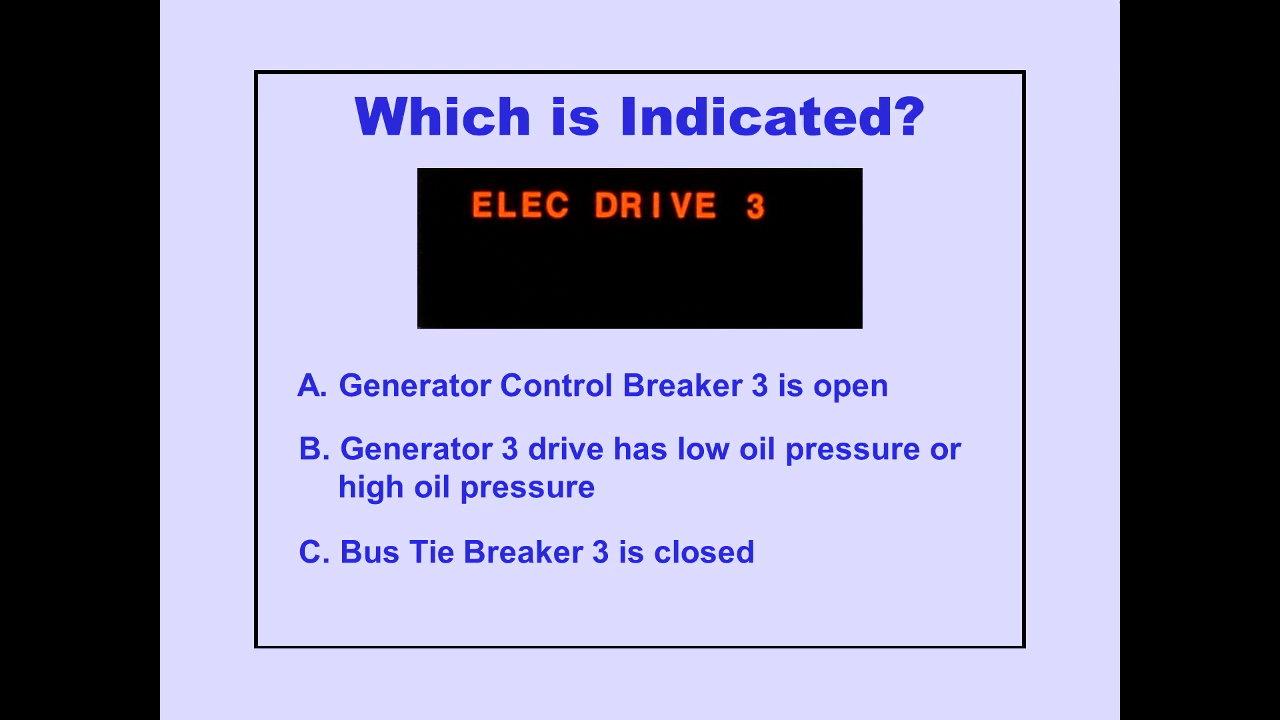 Which is Indicated?
ELEC DRIVE 3
A. Generator Control Breaker 3 is open
B. Generator 3 drive has low oil pressure or
high oil pressure
C. Bus Tie Breaker 3 is closed